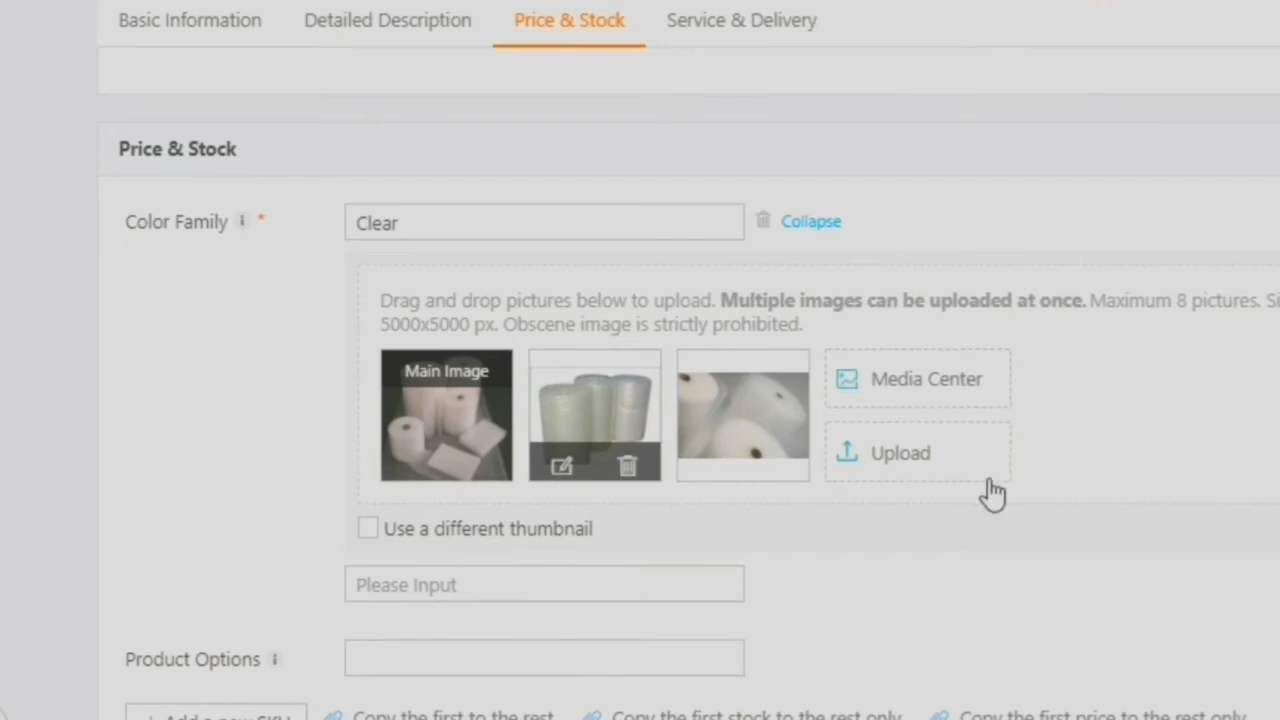 Basic Information Detailed Description Price & Stock Service & Delivery
Price & Stock
Color Family i * Clear Collapse
Drag and drop pictures below to upload. Multiple images can be uploaded at once. Maximum 8 pictures.
5000x5000 px. Obscene image is strictly prohibited.
Main Image
Media Center
Upload
Use a different thumbnail
Please Input
Product Options i
Add a new SKU Copy the first to the rest Copy the first stock to the rest only Copy the first price to the rest only